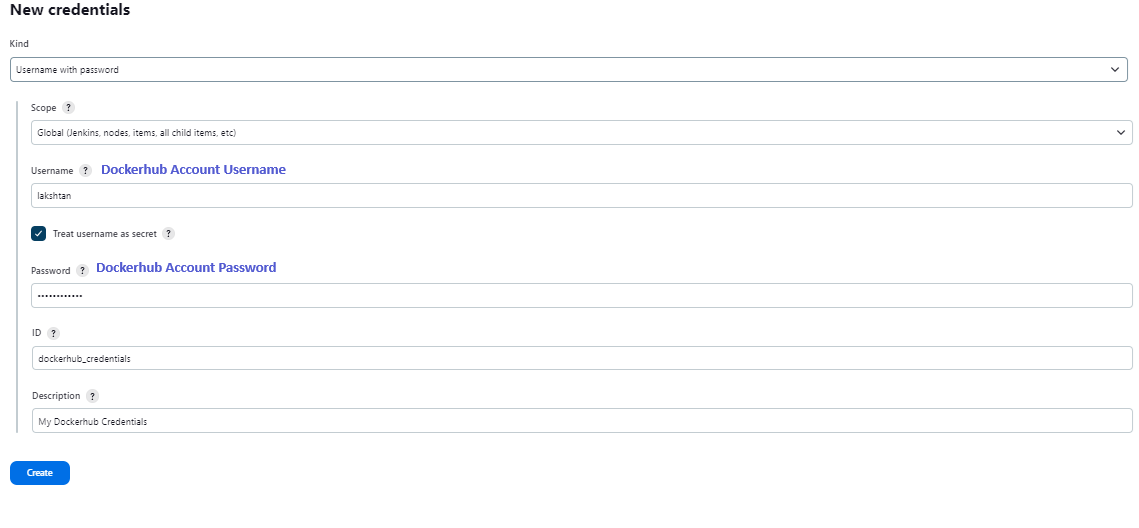 New credentials
Kind
Username with password
Scope ?
Global (Jenkins, nodes, items, all child items, etc)
Username ? Dockerhub Account Username
lakshtan
Treat username as secret ?
Password ? Dockerhub Account Password
••••••••••••
ID ?
dockerhub_credentials
Description ?
My Dockerhub Credentials
Create